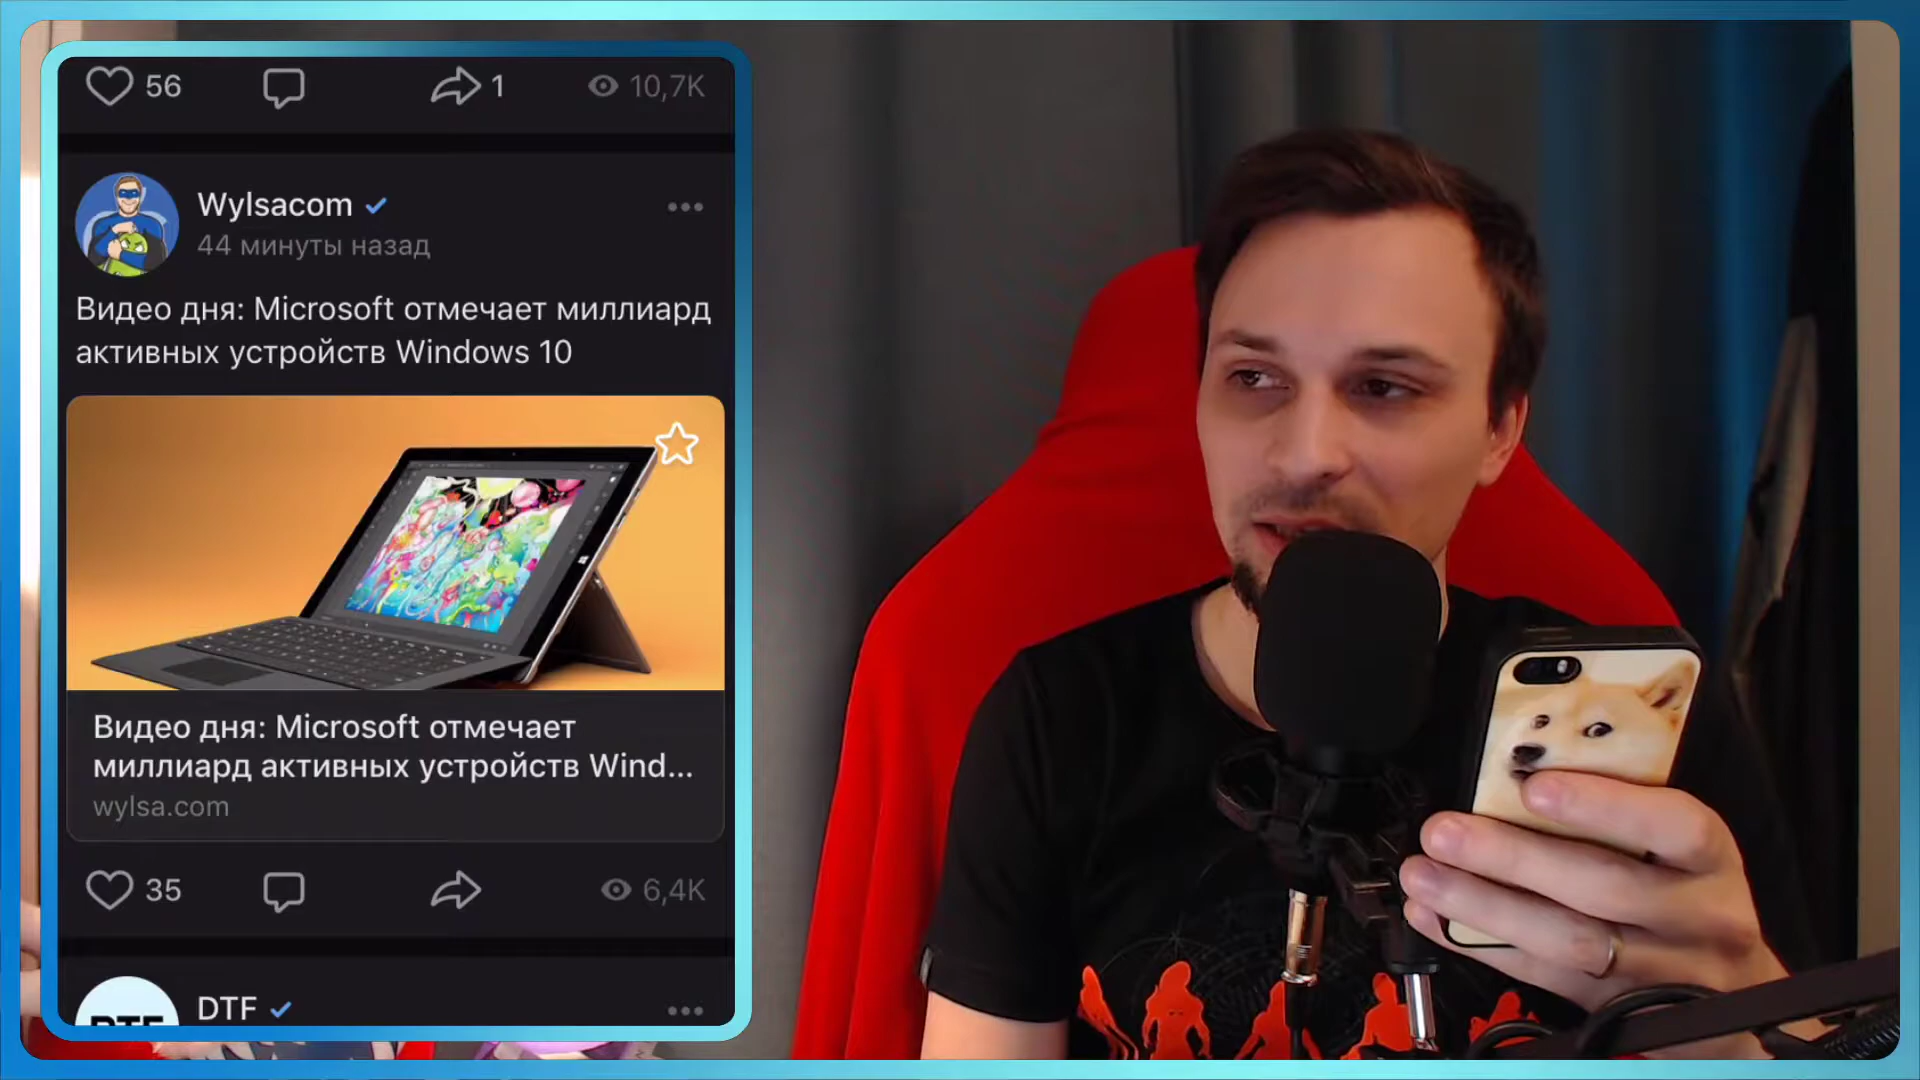 56
1
10,7K
Wylsacom
44 минуты назад
Видео дня: Microsoft отмечает миллиард
активных устройств Windows 10
Видео дня: Microsoft отмечает
миллиард активных устройств Wind...
wylsa.com
35
6,4K
DTF
DTF